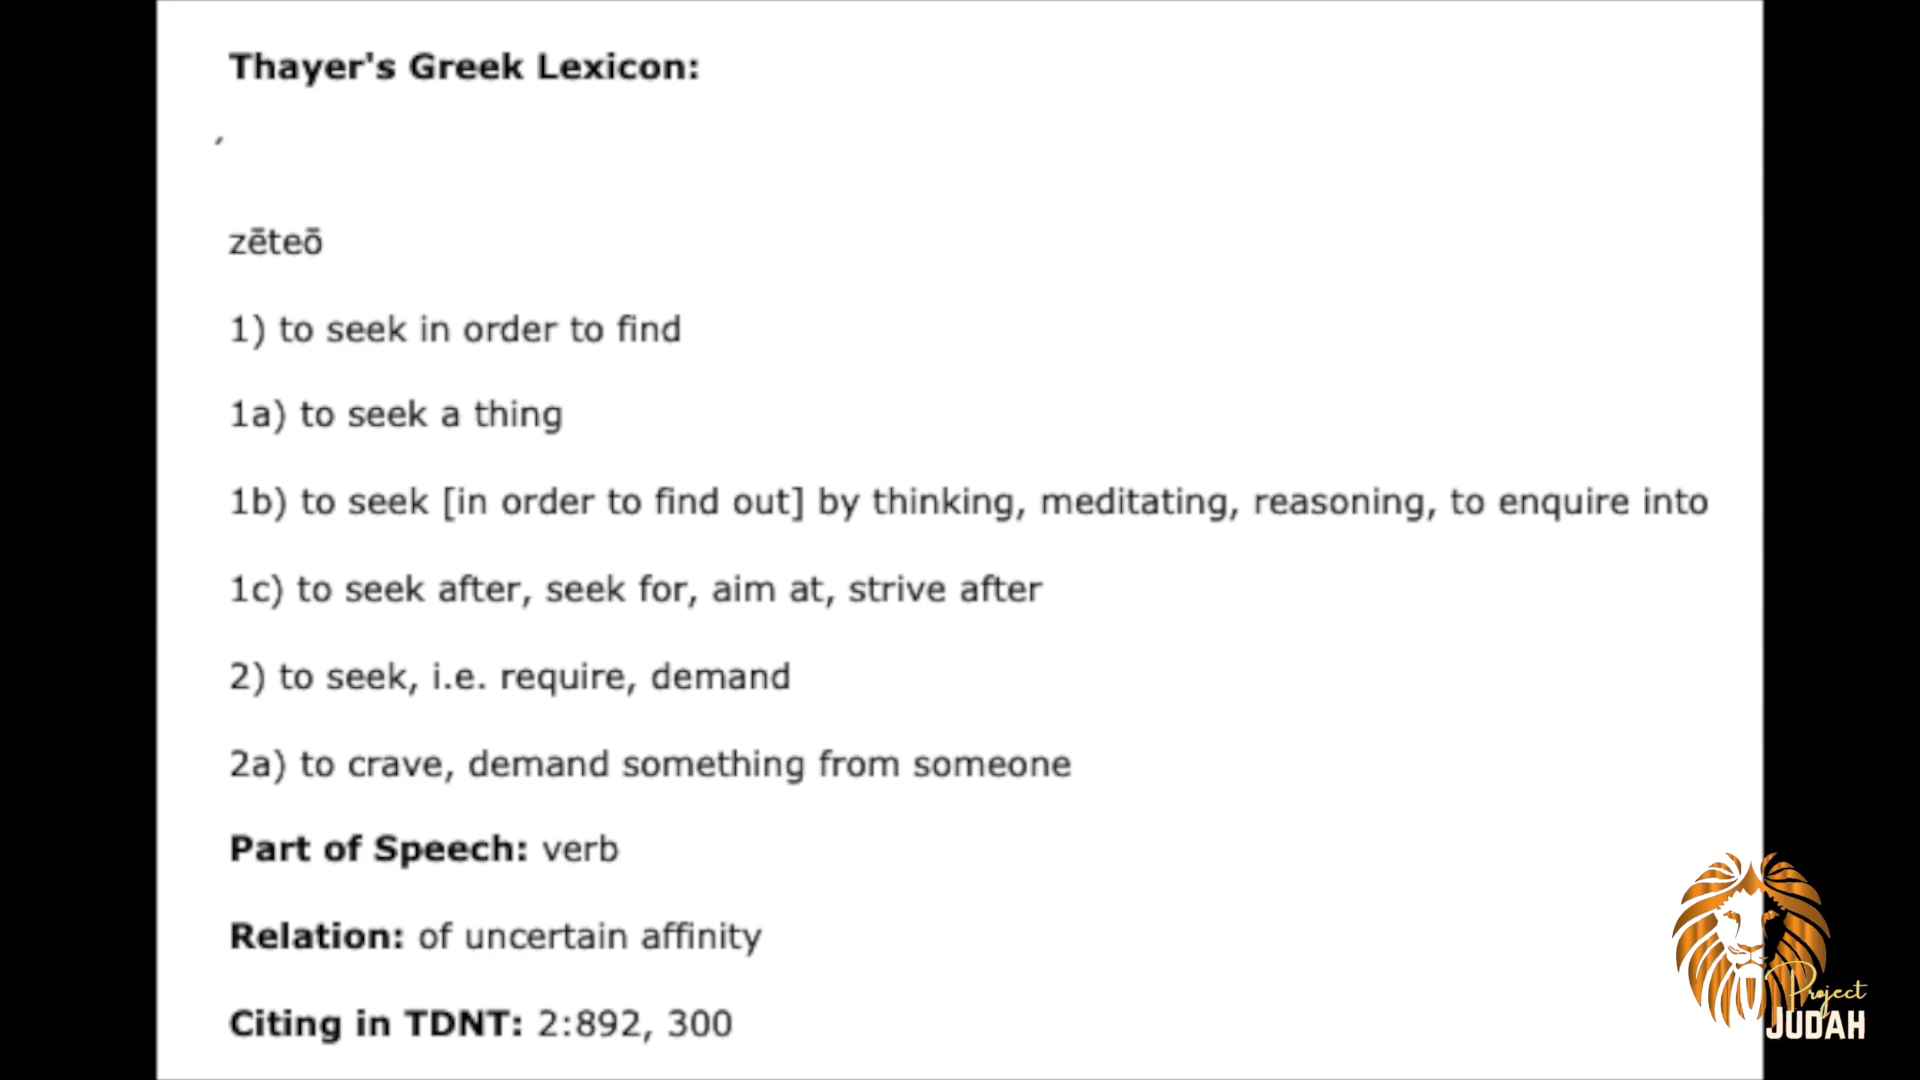 Thayer's Greek Lexicon:
´
zēteō
1) to seek in order to find
1a) to seek a thing
1b) to seek [in order to find out] by thinking, meditating, reasoning, to enquire into
1c) to seek after, seek for, aim at, strive after
2) to seek, i.e. require, demand
2a) to crave, demand something from someone
Part of Speech: verb
Relation: of uncertain affinity
Citing in TDNT: 2:892, 300
Project
JUDAH